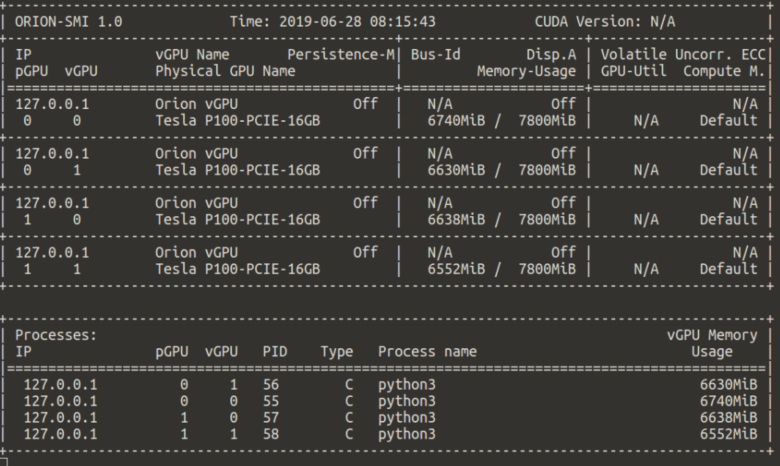 ORION-SMI 1.0 Time: 2019-06-28 08:15:43 CUDA Version: N/A
IP vGPU Name Persistence-M| Bus-Id Disp.A | Volatile Uncorr. ECC|
pGPU vGPU Physical GPU Name | Memory-Usage | GPU-Util Compute M.|
127.0.0.1 Orion vGPU Off | N/A Off | N/A |
0 0 Tesla P100-PCIE-16GB | 6740MiB / 7800MiB | N/A Default |
127.0.0.1 Orion vGPU Off | N/A Off | N/A |
0 1 Tesla P100-PCIE-16GB | 6630MiB / 7800MiB | N/A Default |
127.0.0.1 Orion vGPU Off | N/A Off | N/A |
1 0 Tesla P100-PCIE-16GB | 6638MiB / 7800MiB | N/A Default |
127.0.0.1 Orion vGPU Off | N/A Off | N/A |
1 1 Tesla P100-PCIE-16GB | 6552MiB / 7800MiB | N/A Default |
Processes: vGPU Memory |
IP pGPU vGPU PID Type Process name Usage |
127.0.0.1 0 1 56 C python3 6630MiB |
127.0.0.1 0 0 55 C python3 6740MiB |
127.0.0.1 1 0 57 C python3 6638MiB |
127.0.0.1 1 1 58 C python3 6552MiB |